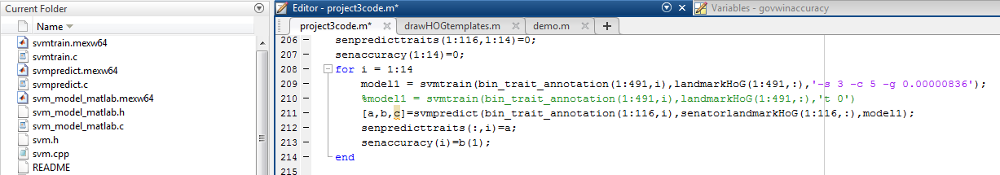 Current Folder
Name
svmtrain.mexw64
svmtrain.c
svmpredict.mexw64
svmpredict.c
svm_model_matlab.mexw64
svm_model_matlab.h
svm_model_matlab.c
svm.h
svm.cpp
README
Editor - project3code.m*
Variables - govwinaccuracy
project3code.m* drawHOGtemplates.m demo.m
206 senpredicttraits(1:116,1:14)=0;
207 senaccuracy(1:14)=0;
208 for i = 1:14
209 model1 = svmtrain(bin_trait_annotation(1:491,i),landmarkHoG(1:491,:),'-s 3 -c 5 -g 0.00000836');
210 %model1 = svmtrain(bin_trait_annotation(1:491,i),landmarkHoG(1:491,:),'t 0')
211 [a,b,c]=svmpredict(bin_trait_annotation(1:116,i),senatorlandmarkHoG(1:116,:),model1);
212 senpredicttraits(:,i)=a;
213 senaccuracy(i)=b(1);
214 end
215